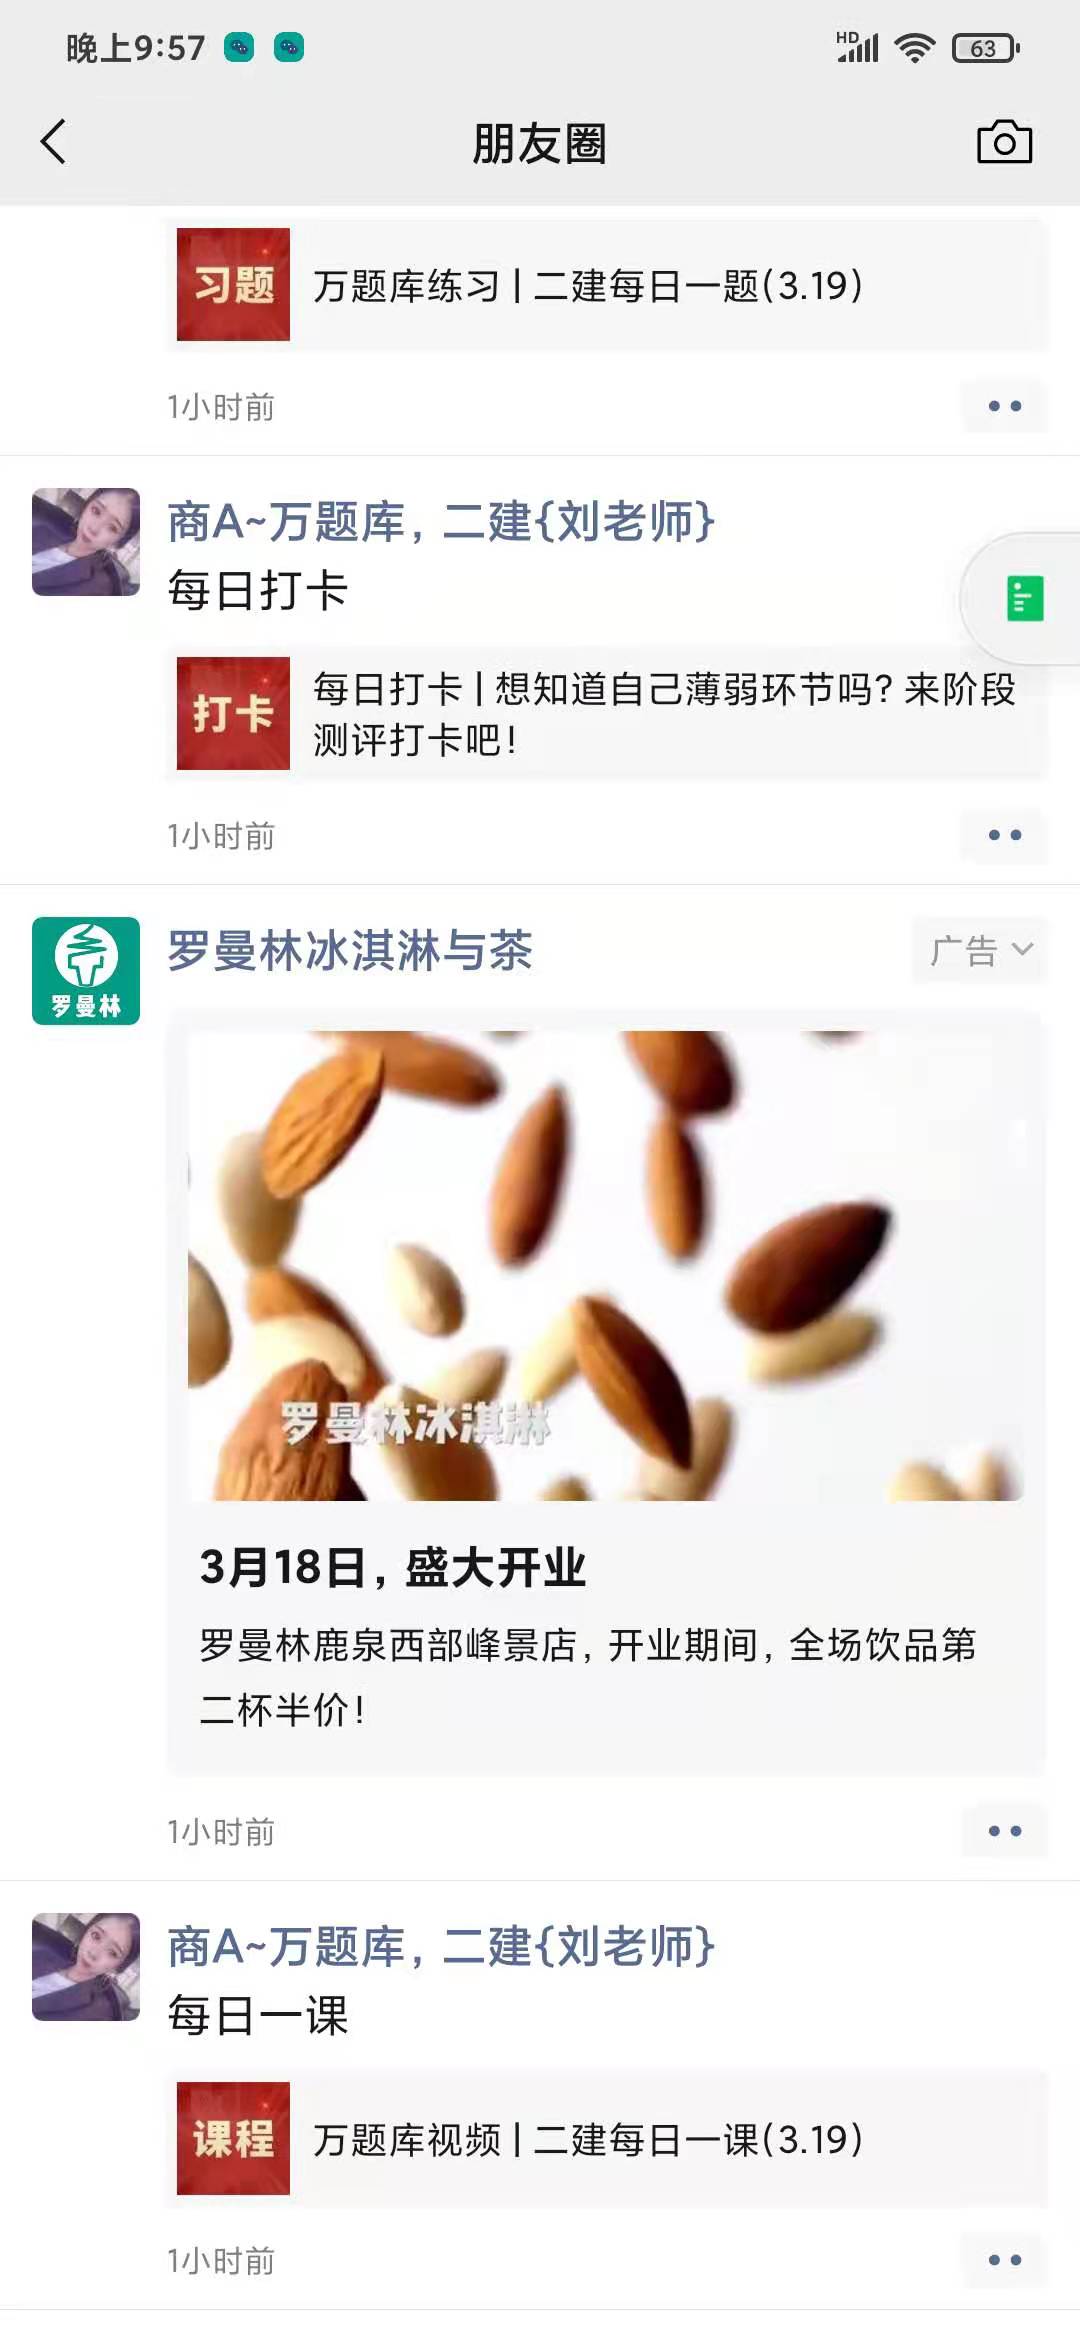 晚上9:57
HD
63
朋友圈
习题
万题库练习 | 二建每日一题(3.19)
1小时前
商A~万题库，二建{刘老师}
每日打卡
打卡
每日打卡 | 想知道自己薄弱环节吗？来阶段
测评打卡吧！
1小时前
罗曼林冰淇淋与茶
广告
罗曼林
罗曼林冰淇淋
3月18日，盛大开业
罗曼林鹿泉西部峰景店，开业期间，全场饮品第
二杯半价！
1小时前
商A~万题库，二建{刘老师}
每日一课
课程
万题库视频 | 二建每日一课(3.19)
1小时前